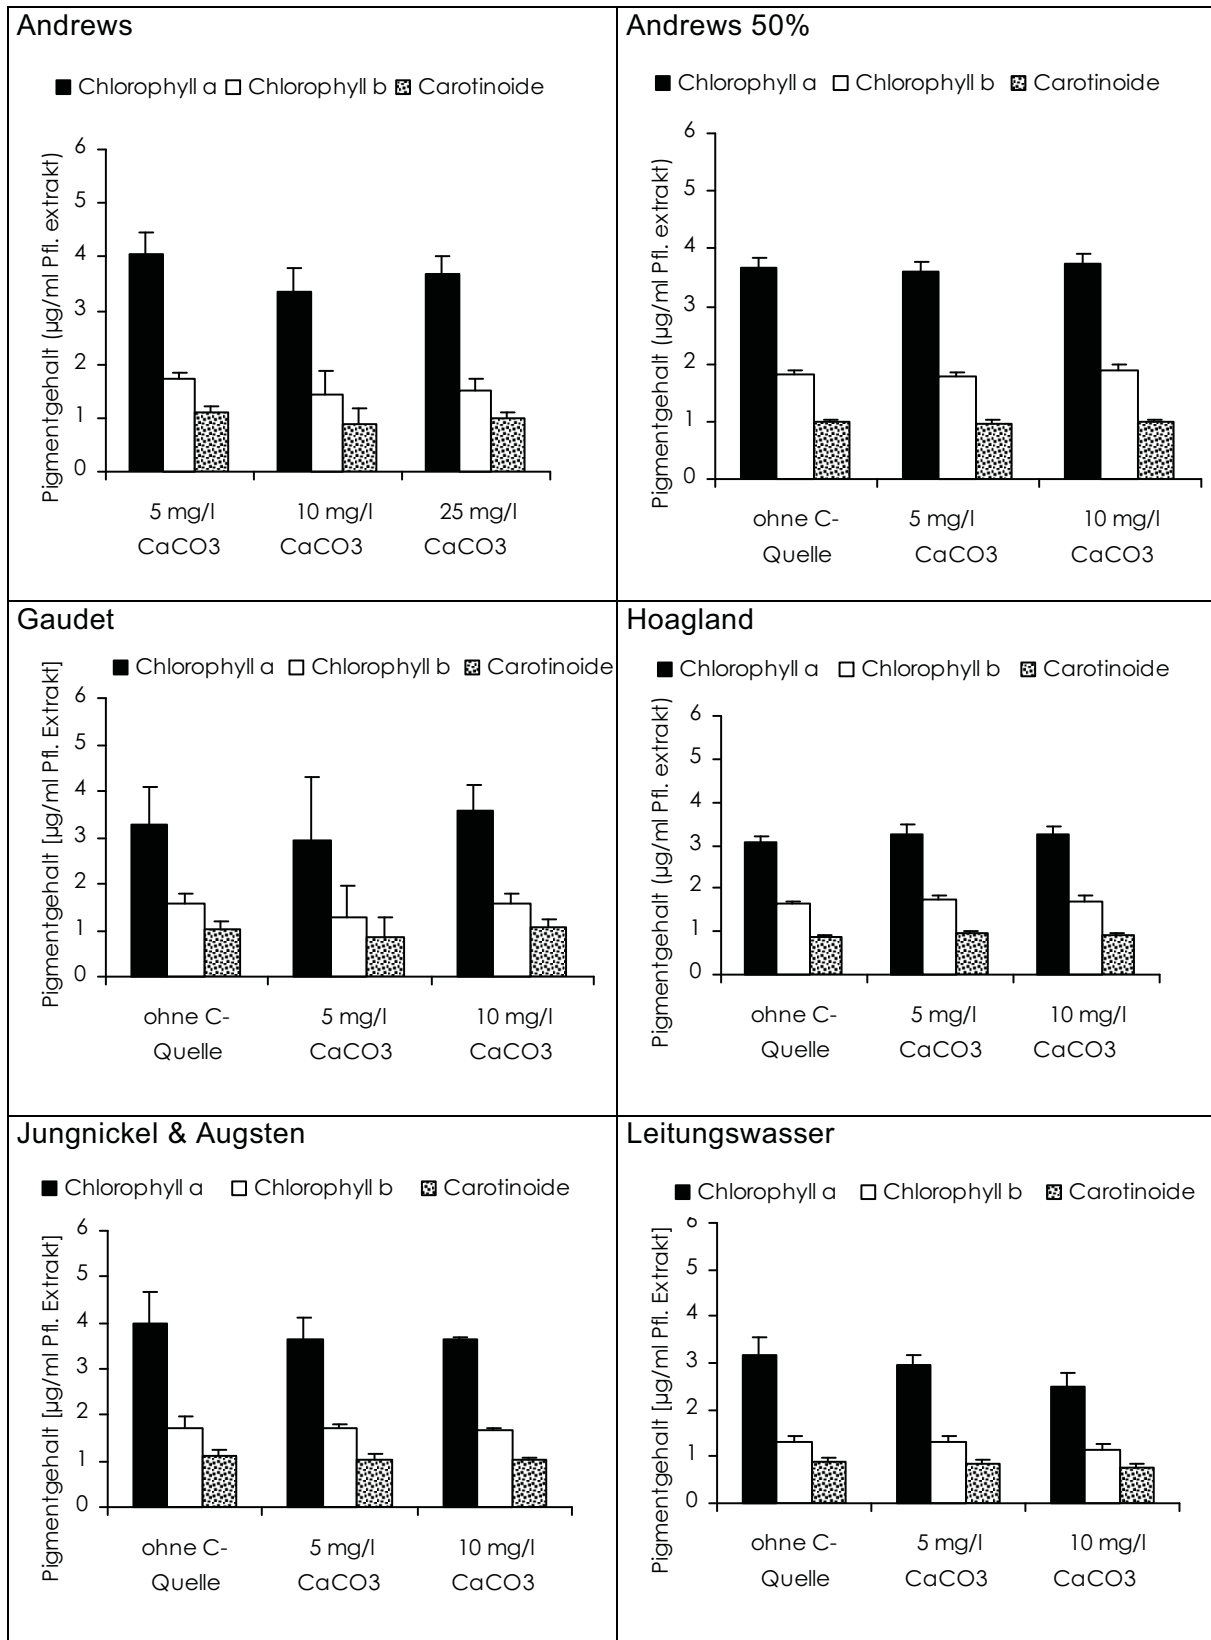 Andrews
Chlorophyll a Chlorophyll b Carotinoide
Pigmentgehalt (µg/ml Pfl. extrakt)
6
5
4
3
2
1
0
5 mg/l 10 mg/l 25 mg/l
CaCO3 CaCO3 CaCO3
Andrews 50%
Chlorophyll a Chlorophyll b Carotinoide
Pigmentgehalt (µg/ml Pfl. extrakt)
6
5
4
3
2
1
0
ohne C- 5 mg/l 10 mg/l
Quelle CaCO3 CaCO3
Gaudet
Chlorophyll a Chlorophyll b Carotinoide
Pigmentgehalt [µg/ml Pfl. Extrakt]
6
5
4
3
2
1
0
ohne C- 5 mg/l 10 mg/l
Quelle CaCO3 CaCO3
Hoagland
Chlorophyll a Chlorophyll b Carotinoide
Pigmentgehalt (µg/ml Pfl. extrakt)
6
5
4
3
2
1
0
ohne C- 5 mg/l 10 mg/l
Quelle CaCO3 CaCO3
Jungnickel & Augsten
Chlorophyll a Chlorophyll b Carotinoide
Pigmentgehalt [µg/ml Pfl. Extrakt]
6
5
4
3
2
1
0
ohne C- 5 mg/l 10 mg/l
Quelle CaCO3 CaCO3
Leitungswasser
Chlorophyll a Chlorophyll b Carotinoide
Pigmentgehalt [µg/ml Pfl. Extrakt]
6
5
4
3
2
1
0
ohne C- 5 mg/l 10 mg/l
Quelle CaCO3 CaCO3